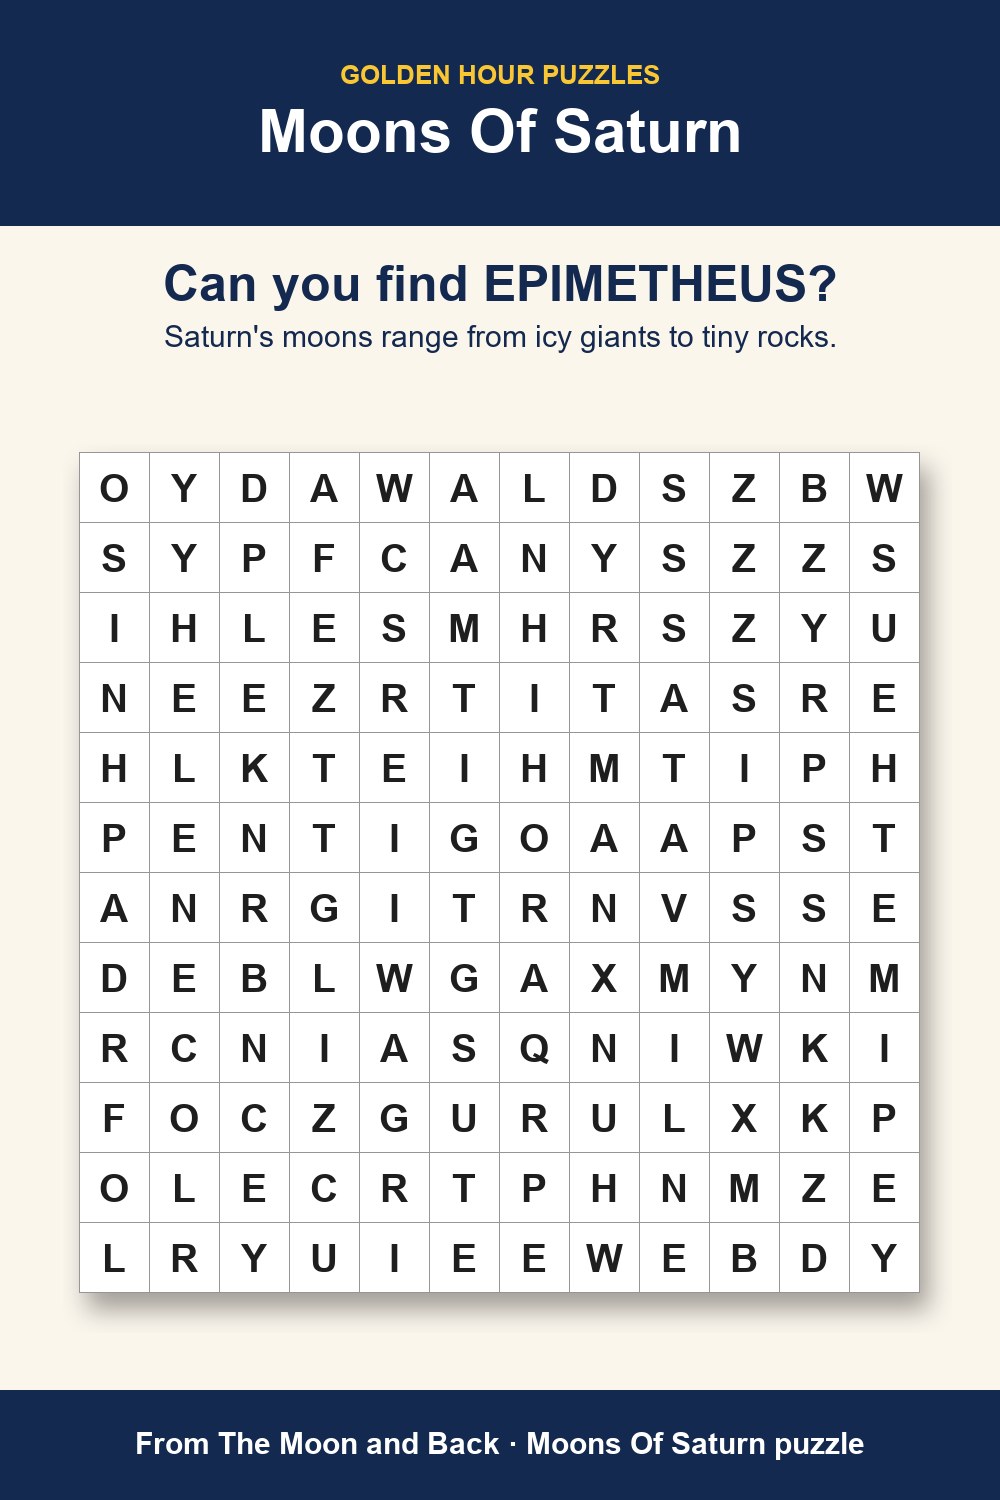 GOLDEN HOUR PUZZLES
Moons Of Saturn
Can you find EPIMETHEUS?
Saturn's moons range from icy giants to tiny rocks.
O Y D A W A L D S Z B W
S Y P F C A N Y S Z Z S
I H L E S M H R S Z Y U
N E E Z R T I T A S R E
H L K T E I H M T I P H
P E N T I G O A A P S T
A N R G I T R N V S S E
D E B L W G A X M Y N M
R C N I A S Q N I W K I
F O C Z G U R U L X K P
O L E C R T P H N M Z E
L R Y U I E E W E B D Y
From The Moon and Back · Moons Of Saturn puzzle